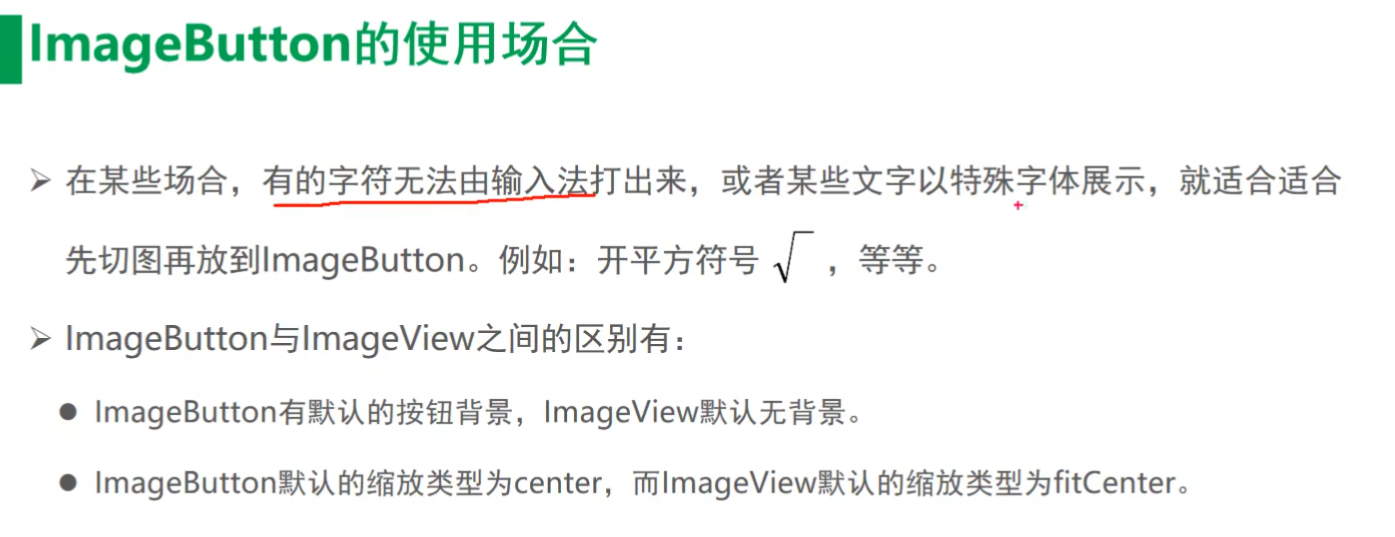 ImageButton的使用场合
➢ 在某些场合，有的字符无法由输入法打出来，或者某些文字以特殊字体展示，就适合适合
先切图再放到ImageButton。例如：开平方符号 √ ，等等。
➢ ImageButton与ImageView之间的区别有：
● ImageButton有默认的按钮背景，ImageView默认无背景。
● ImageButton默认的缩放类型为center，而ImageView默认的缩放类型为fitCenter。